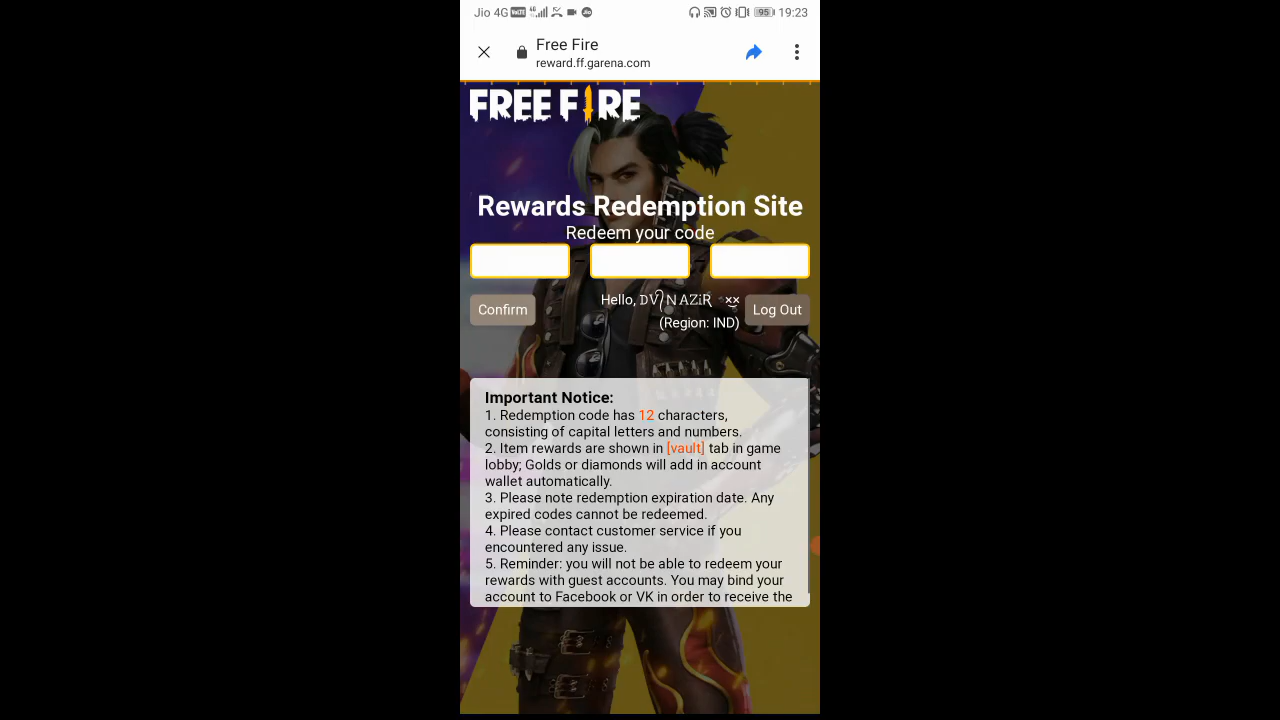 Jio 4G VoLTE 4G 95 19:23
Free Fire
reward.ff.garena.com
FREE FIRE
Rewards Redemption Site
Redeem your code
- -
Confirm
Hello, DV NAZiR ×͜×
(Region: IND)
Log Out
Important Notice:
1. Redemption code has 12 characters,
consisting of capital letters and numbers.
2. Item rewards are shown in [vault] tab in game
lobby; Golds or diamonds will add in account
wallet automatically.
3. Please note redemption expiration date. Any
expired codes cannot be redeemed.
4. Please contact customer service if you
encountered any issue.
5. Reminder: you will not be able to redeem your
rewards with guest accounts. You may bind your
account to Facebook or VK in order to receive the